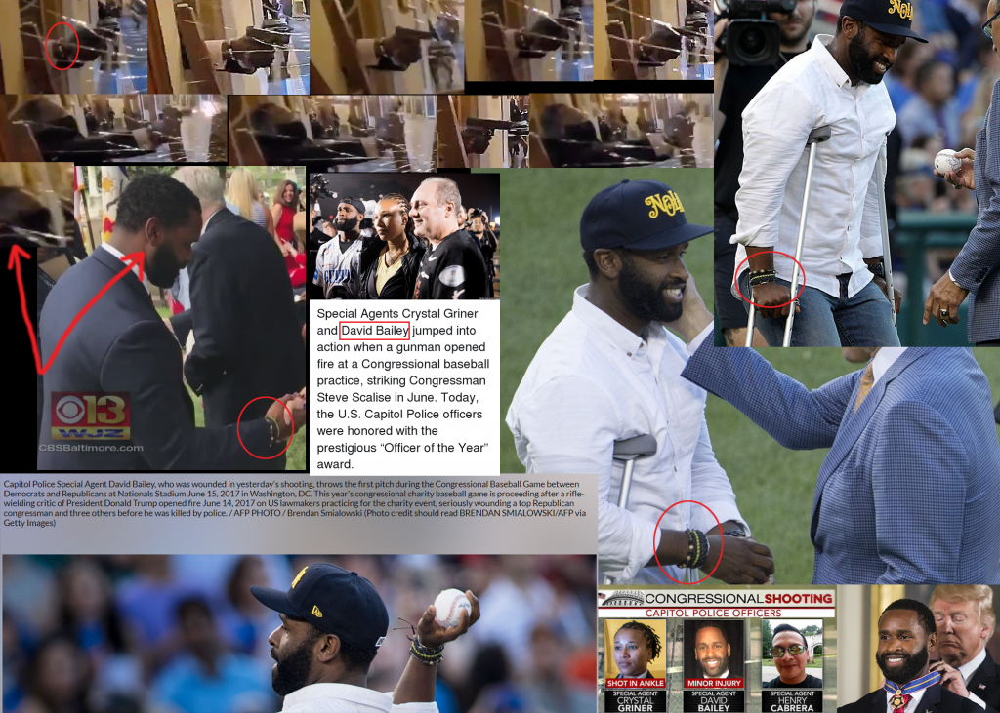 NOLA
NOLA
Special Agents Crystal Griner
and David Bailey jumped into
action when a gunman opened
fire at a Congressional baseball
practice, striking Congressman
Steve Scalise in June. Today,
the U.S. Capitol Police officers
were honored with the
prestigious “Officer of the Year”
award.
CBS 13
WJZ
CBSBaltimore.com
Capitol Police Special Agent David Bailey, who was wounded in yesterday's shooting, throws the first pitch during the Congressional Baseball Game between
Democrats and Republicans at Nationals Stadium June 15, 2017 in Washington, DC. This year's congressional charity baseball game is proceeding after a rifle-
wielding critic of President Donald Trump opened fire June 14, 2017 on US lawmakers practicing for the charity event, seriously wounding a top Republican
congressman and three others before he was killed by police. / AFP PHOTO / Brendan Smialowski (Photo credit should read BRENDAN SMIALOWSKI/AFP via
Getty Images)
CONGRESSIONAL SHOOTING
CAPITOL POLICE OFFICERS
SHOT IN ANKLE
SPECIAL AGENT
CRYSTAL
GRINER
MINOR INJURY
SPECIAL AGENT
DAVID
BAILEY
SPECIAL AGENT
HENRY
CABRERA